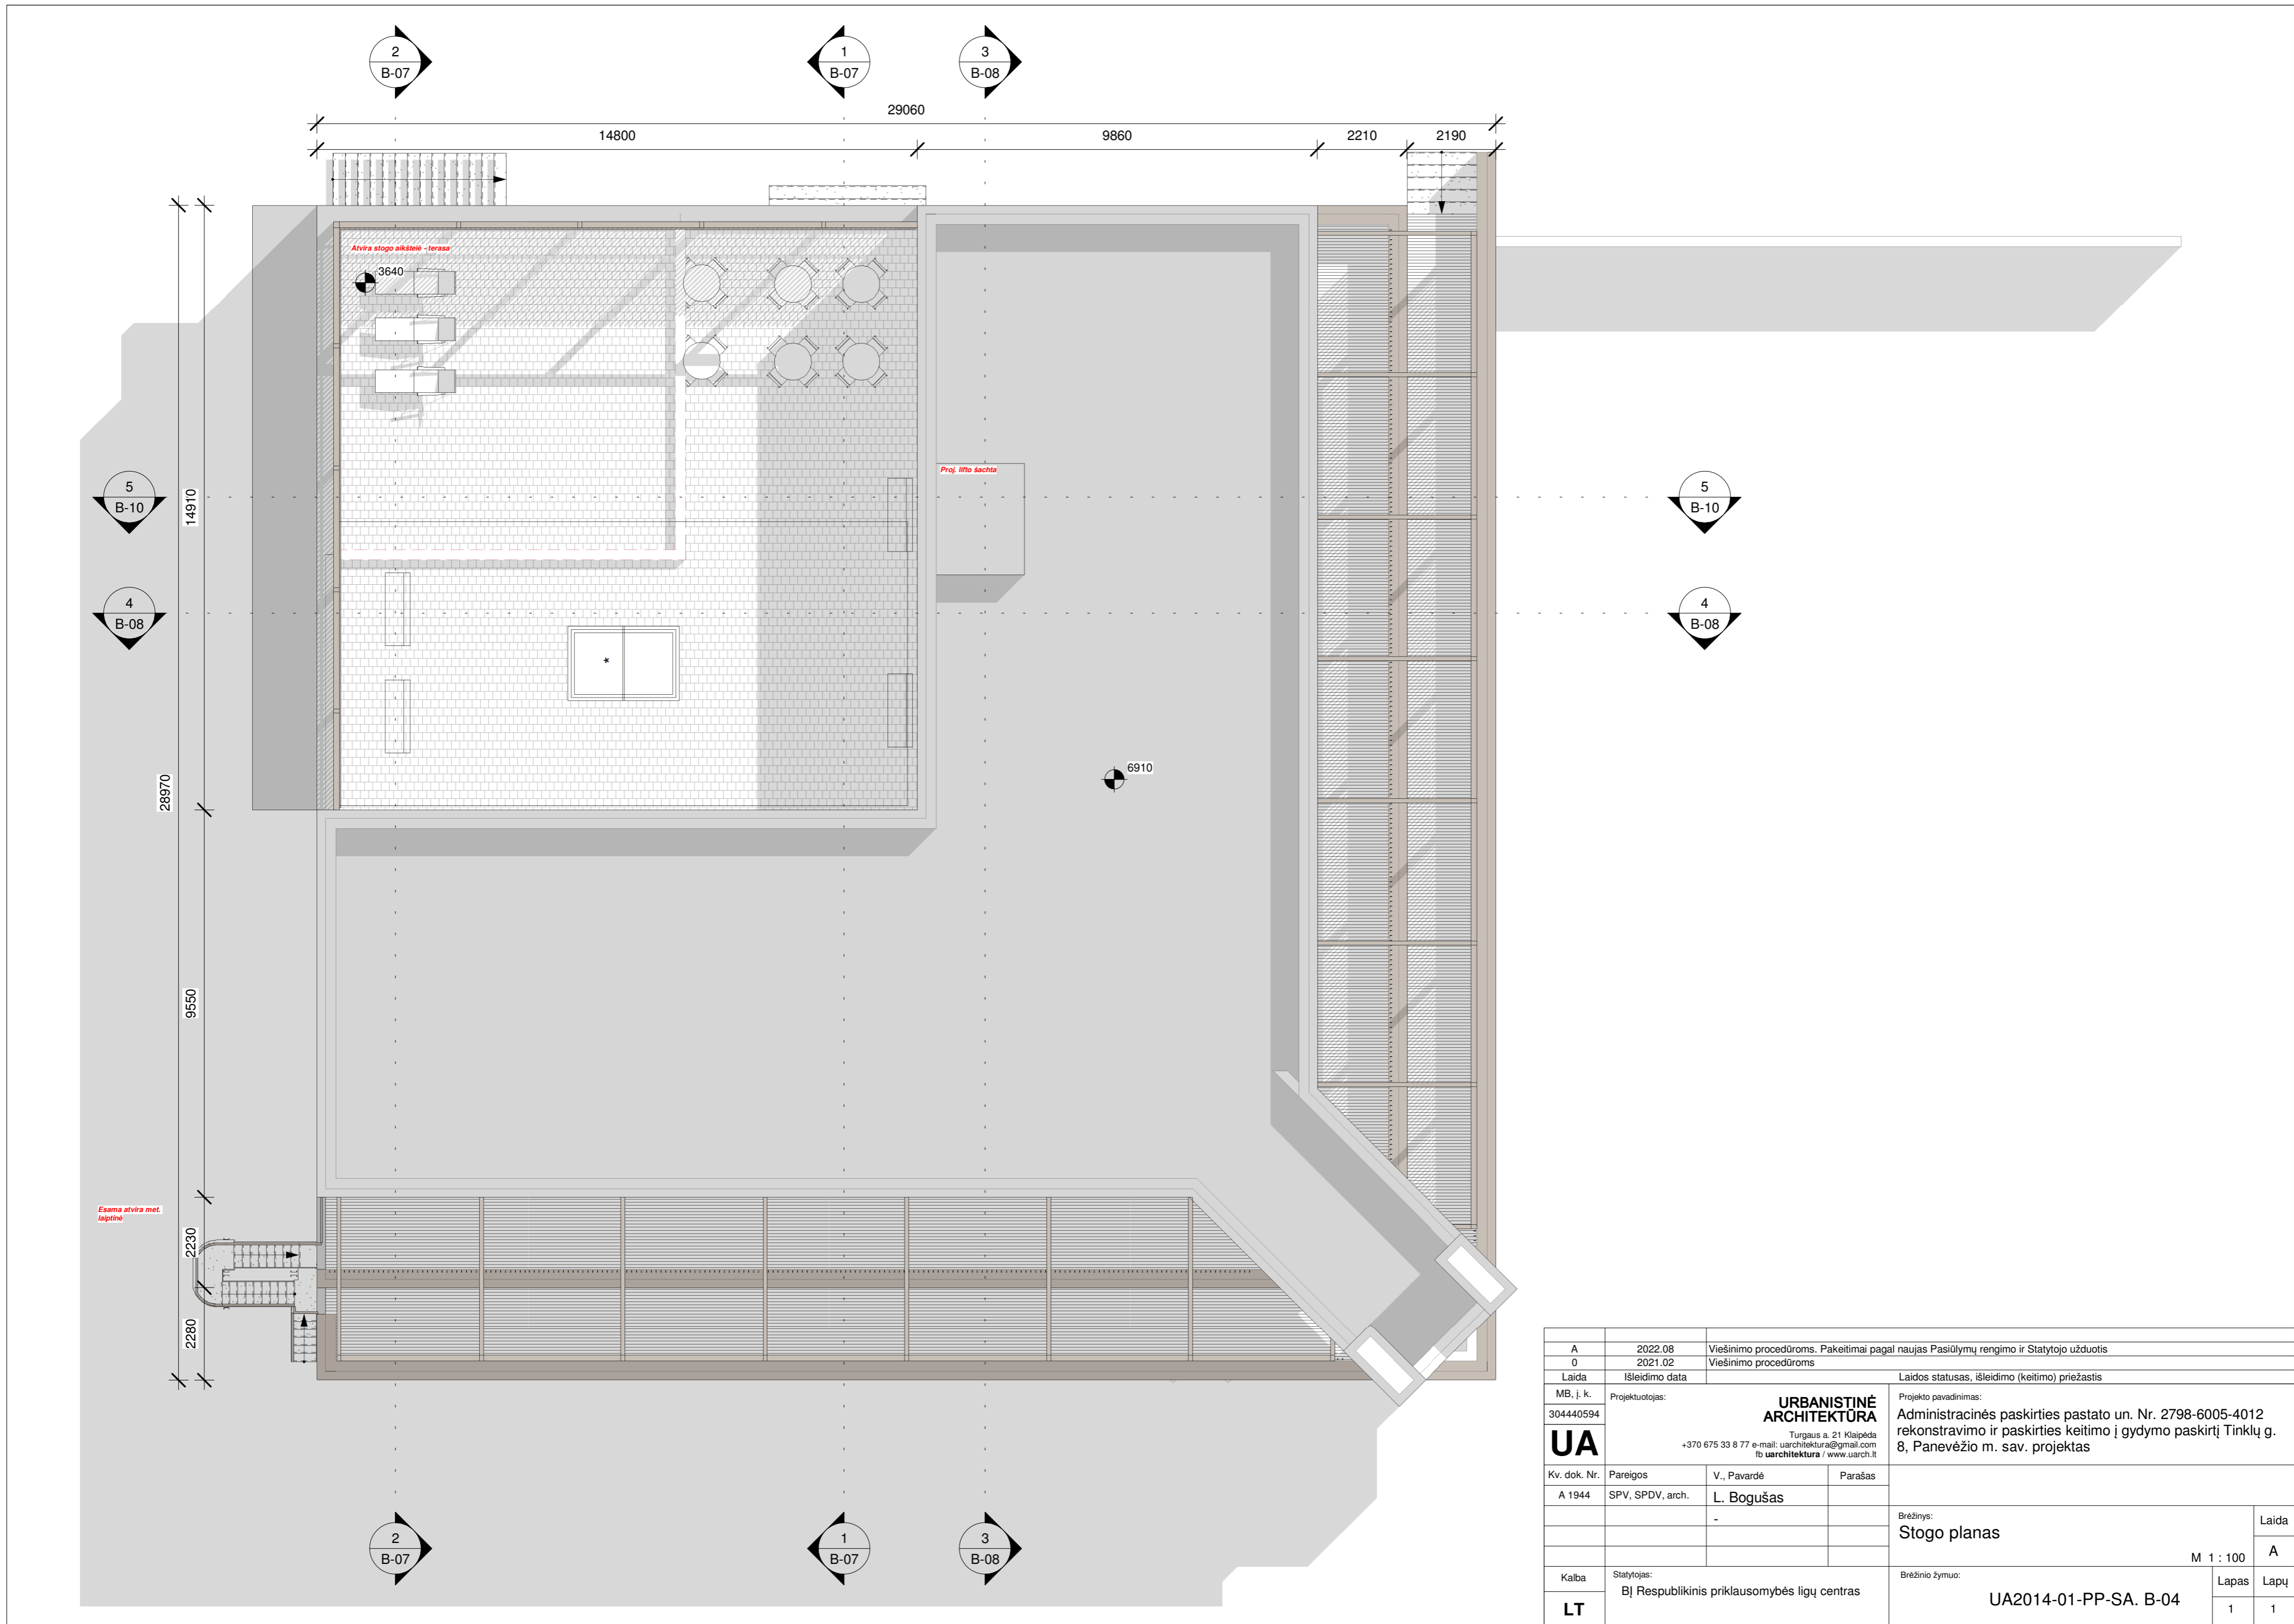 2
B-07
1
B-07
3
B-08
29060
14800
9860
2210
2190
Atvira stogo aikštelė - terasa
3640
Proj. lifto šachta
5
B-10
14910
5
B-10
4
B-08
4
B-08
*
6910
28970
9550
Esama atvira met.
laiptinė
2230
2280
2
B-07
1
B-07
3
B-08
A 2022.08 Viešinimo procedūroms. Pakeitimai pagal naujas Pasiūlymų rengimo ir Statytojo užduotis
0 2021.02 Viešinimo procedūroms
Laida Išleidimo data Laidos statusas, išleidimo (keitimo) priežastis
MB, į. k.
304440594
UA
Projektuotojas:
URBANISTINĖ
ARCHITEKTŪRA
Turgaus a. 21 Klaipėda
+370 675 33 8 77 e-mail: uarchitektura@gmail.com
fb uarchitektura / www.uarch.lt
Projekto pavadinimas:
Administracinės paskirties pastato un. Nr. 2798-6005-4012
rekonstravimo ir paskirties keitimo į gydymo paskirtį Tinklų g.
8, Panevėžio m. sav. projektas
Kv. dok. Nr. Pareigos V., Pavardė Parašas
A 1944 SPV, SPDV, arch. L. Bogušas
-
Brėžinys:
Stogo planas
M 1 : 100
Laida
A
Kalba
LT
Statytojas:
BĮ Respublikinis priklausomybės ligų centras
Brėžinio žymuo:
UA2014-01-PP-SA. B-04
Lapas Lapų
1 1